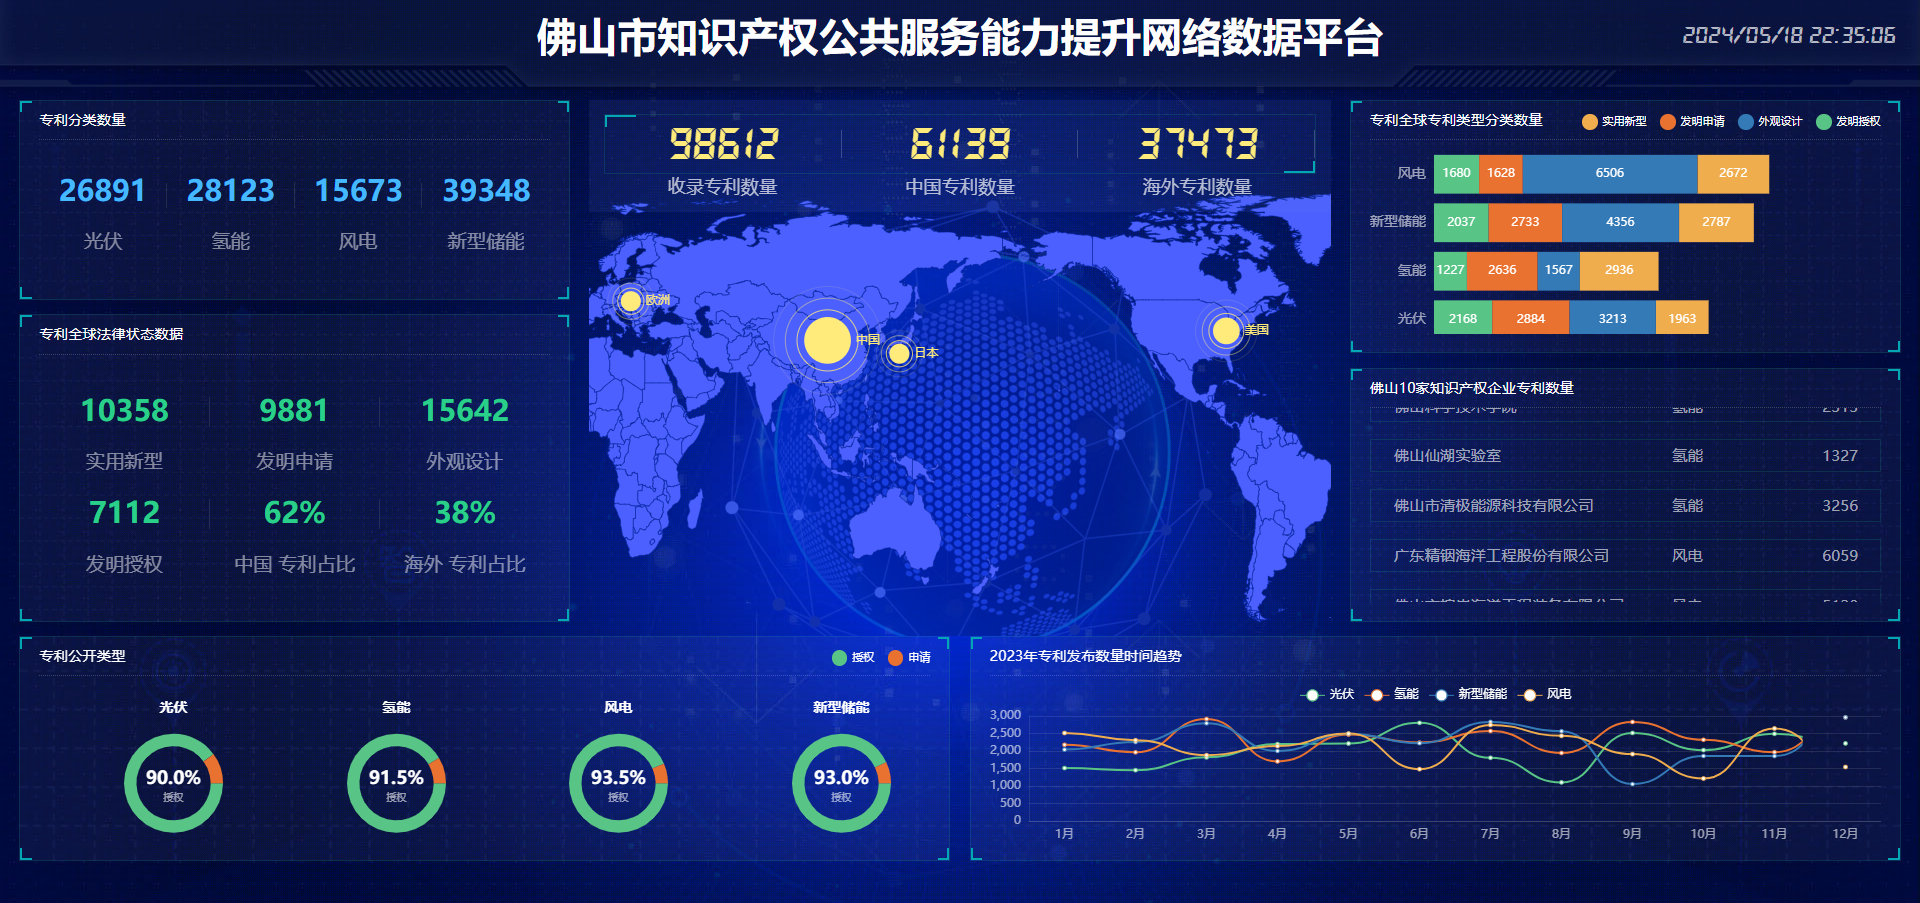 佛山市知识产权公共服务能力提升网络数据平台
2024/05/18 22:35:06
专利分类数量
26891 28123 15673 39348
光伏 氢能 风电 新型储能
专利全球法律状态数据
10358 9881 15642
实用新型 发明申请 外观设计
7112 62% 38%
发明授权 中国 专利占比 海外 专利占比
98612 61139 37473
收录专利数量 中国专利数量 海外专利数量
欧洲
中国
日本
美国
专利全球专利类型分类数量
实用新型 发明申请 外观设计 发明授权
风电 1680 1628 6506 2672
新型储能 2037 2733 4356 2787
氢能 1227 2636 1567 2936
光伏 2168 2884 3213 1963
佛山10家知识产权企业专利数量
佛山仙湖实验室 氢能 1327
佛山市清极能源科技有限公司 氢能 3256
广东精铟海洋工程股份有限公司 风电 6059
专利公开类型
授权 申请
光伏 氢能 风电 新型储能
90.0% 91.5% 93.5% 93.0%
授权 授权 授权 授权
2023年专利发布数量时间趋势
光伏 氢能 新型储能 风电
3,000
2,500
2,000
1,500
1,000
500
0
1月 2月 3月 4月 5月 6月 7月 8月 9月 10月 11月 12月